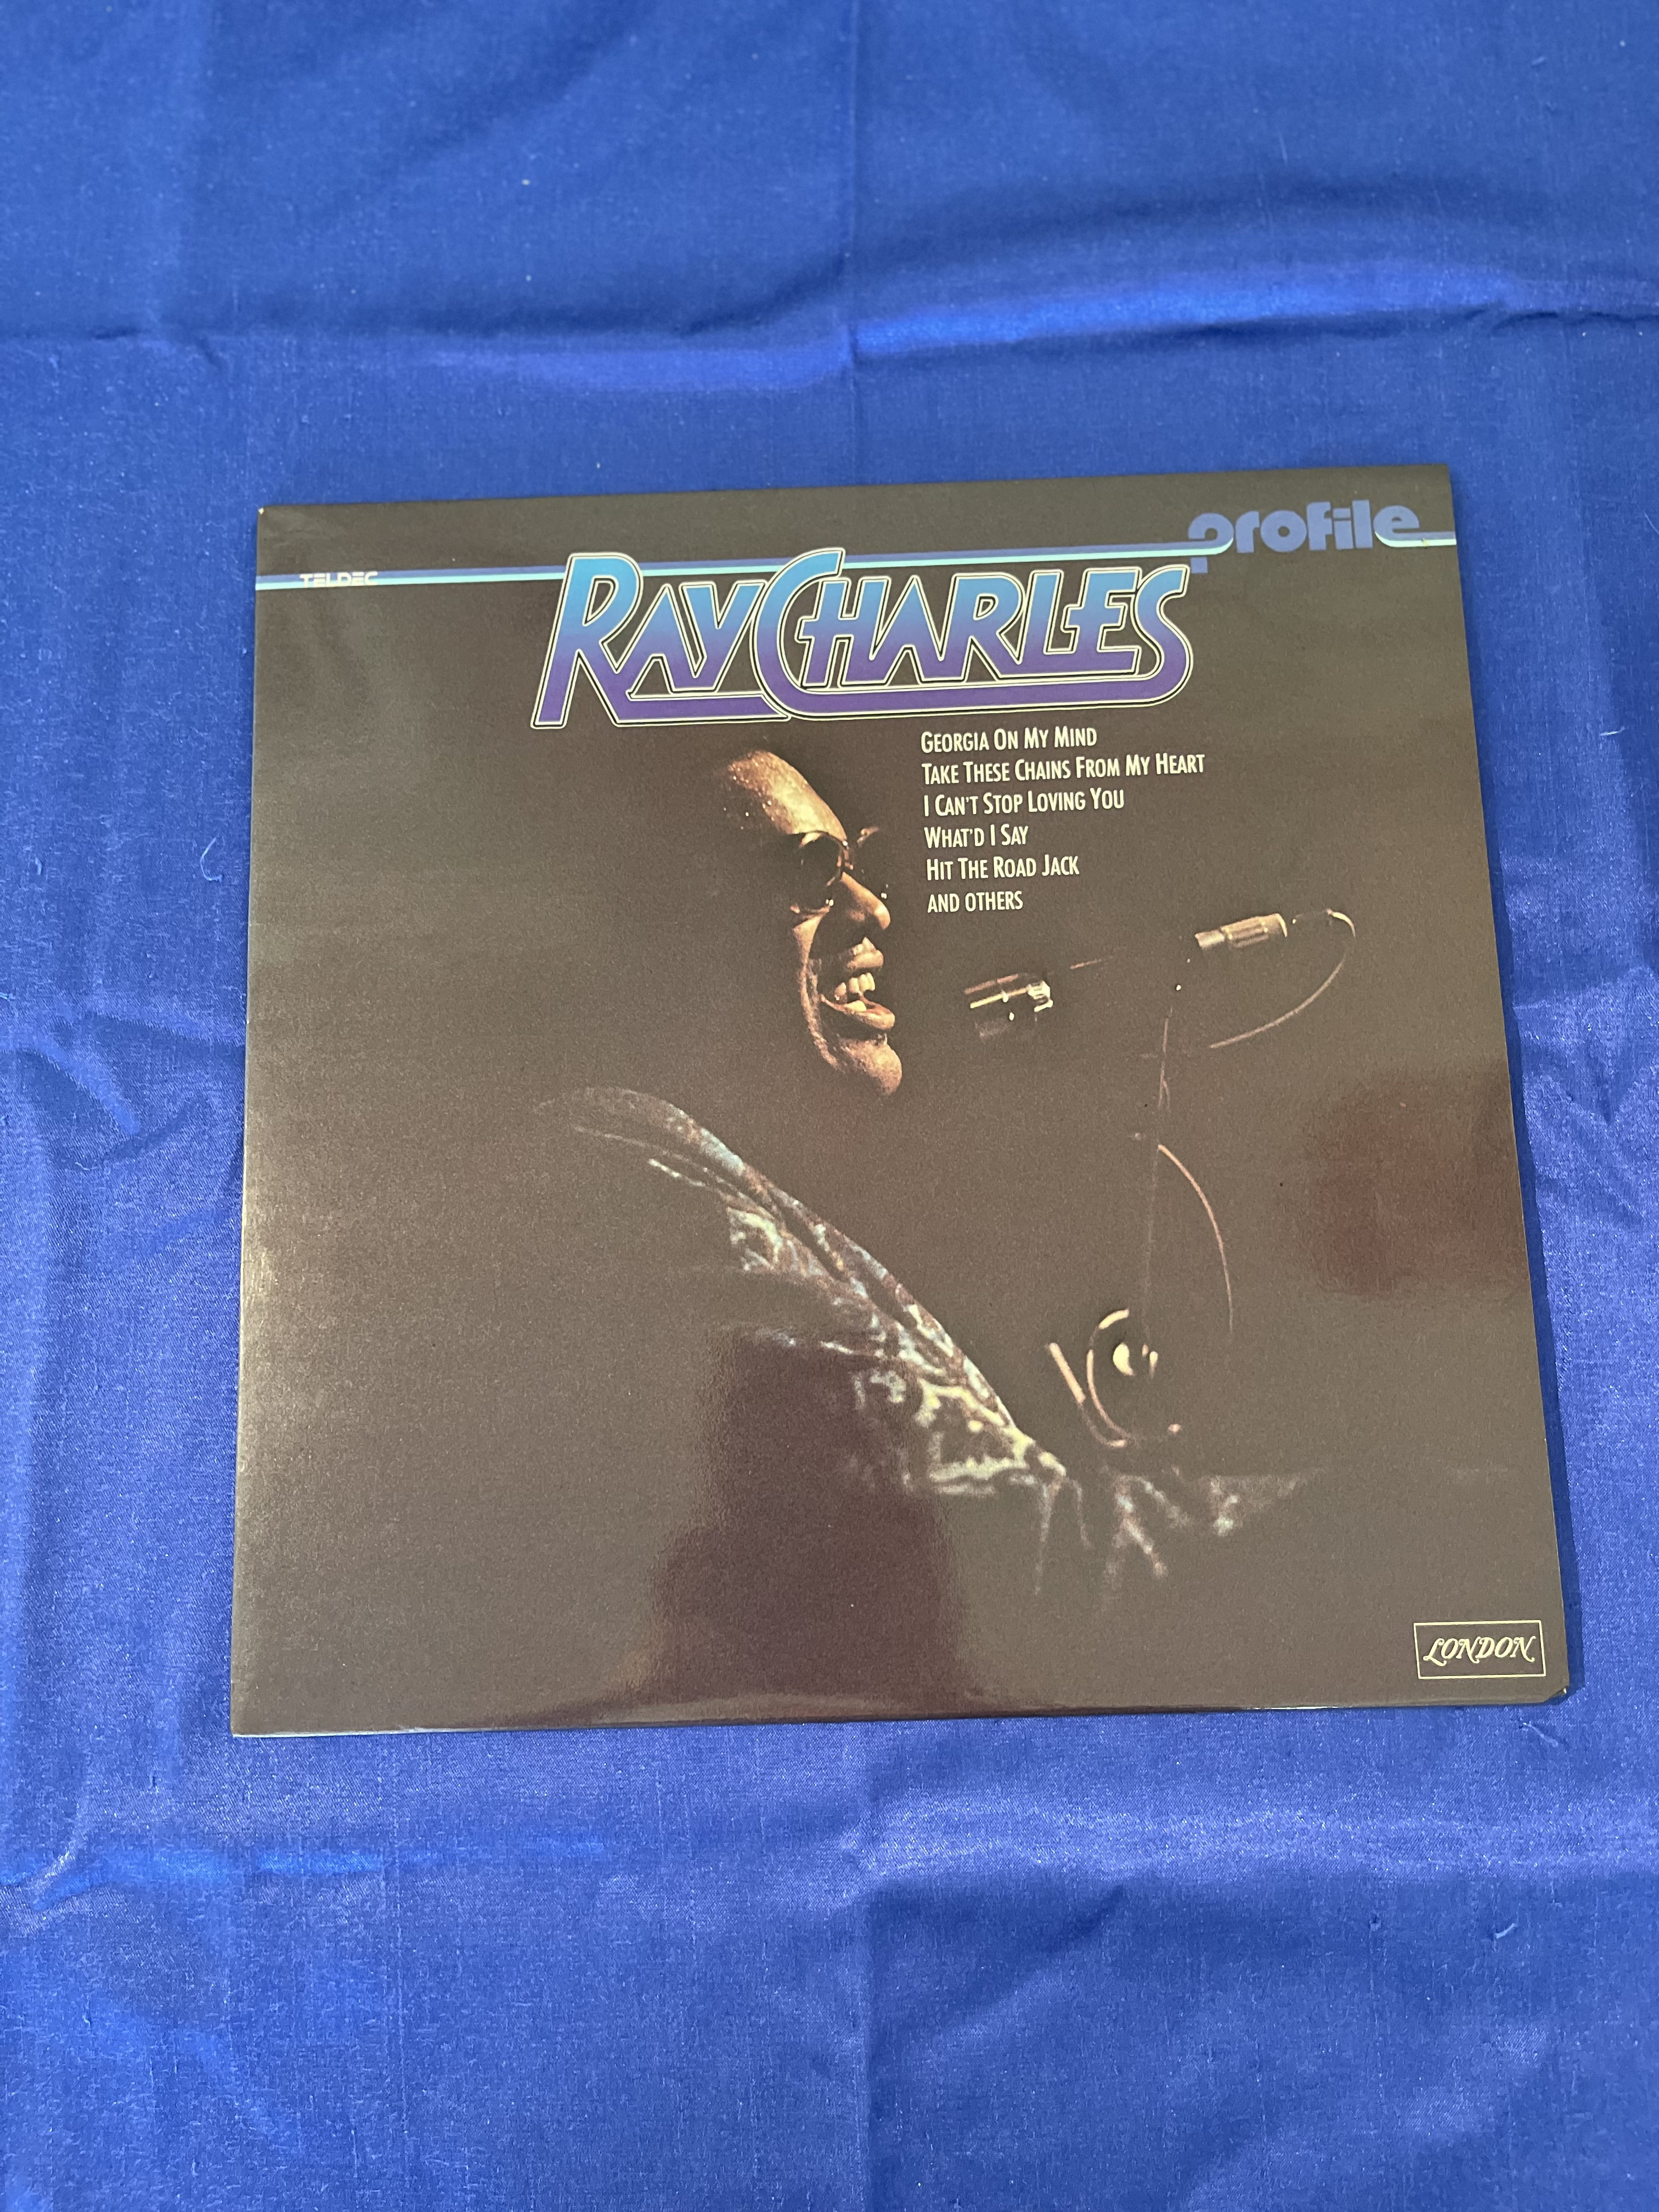 profile
TELDEC
RAY CHARLES
GEORGIA ON MY MIND
TAKE THESE CHAINS FROM MY HEART
I CAN'T STOP LOVING YOU
WHAT'D I SAY
HIT THE ROAD JACK
AND OTHERS
LONDON